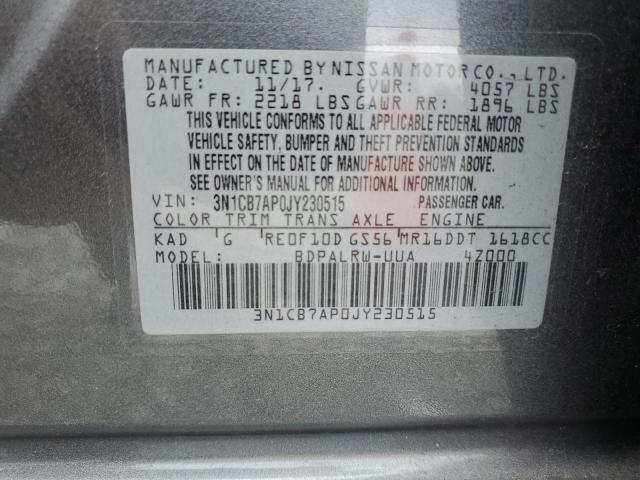 MANUFACTURED BY NISSAN MOTOR CO., LTD.
DATE: 11/17. GVWR: 4057 LBS
GAWR FR: 2218 LBS GAWR RR: 1896 LBS
THIS VEHICLE CONFORMS TO ALL APPLICABLE FEDERAL MOTOR
VEHICLE SAFETY, BUMPER AND THEFT PREVENTION STANDARDS
IN EFFECT ON THE DATE OF MANUFACTURE SHOWN ABOVE.
SEE OWNER'S MANUAL FOR ADDITIONAL INFORMATION.
VIN: 3N1CB7AP0JY230515 PASSENGER CAR.
COLOR TRIM TRANS AXLE ENGINE
KAD G RE0F10D GS56 MR16DDT 1618CC
MODEL: BDPALRW-UUA 4Z000
3N1CB7AP0JY230515